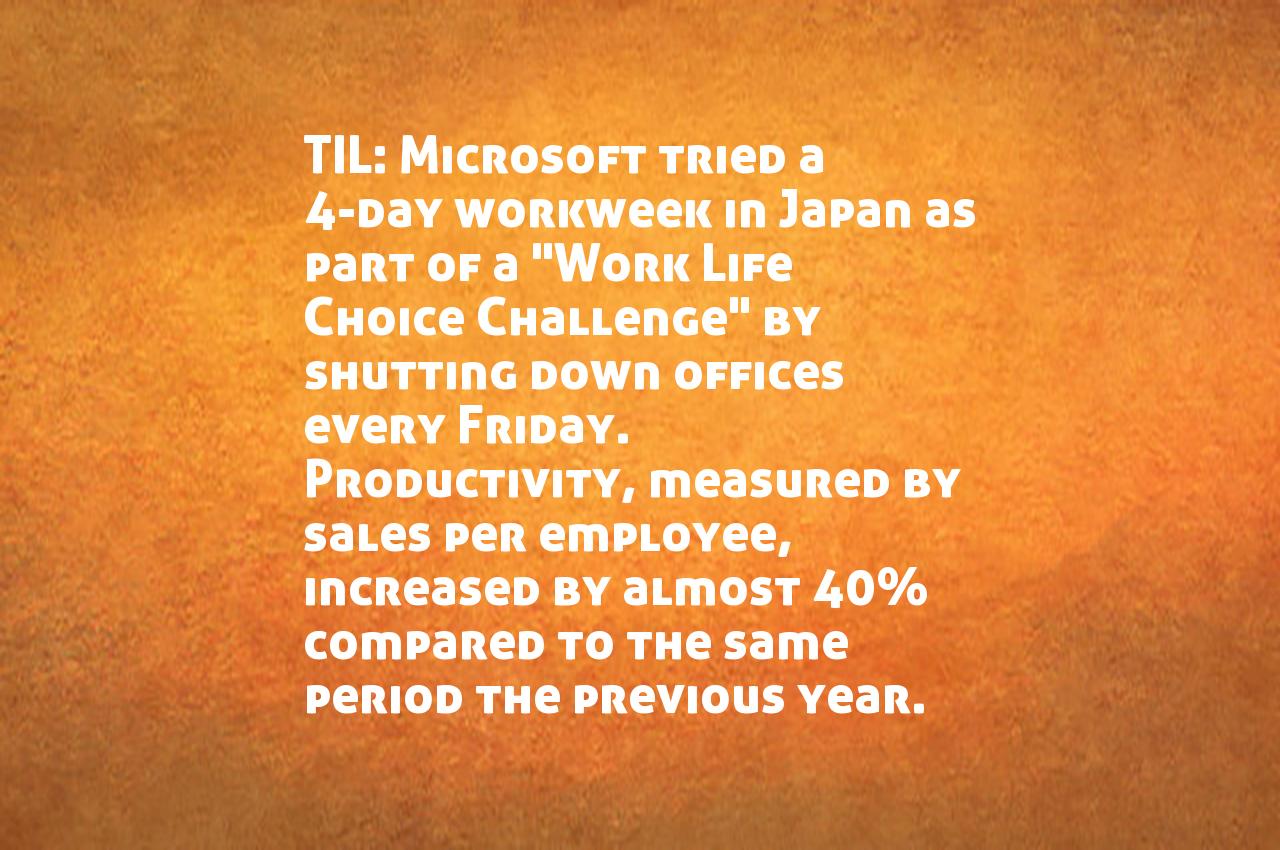 TIL: Microsoft tried a
4-day workweek in Japan as
part of a "Work Life
Choice Challenge" by
shutting down offices
every Friday.
Productivity, measured by
sales per employee,
increased by almost 40%
compared to the same
period the previous year.